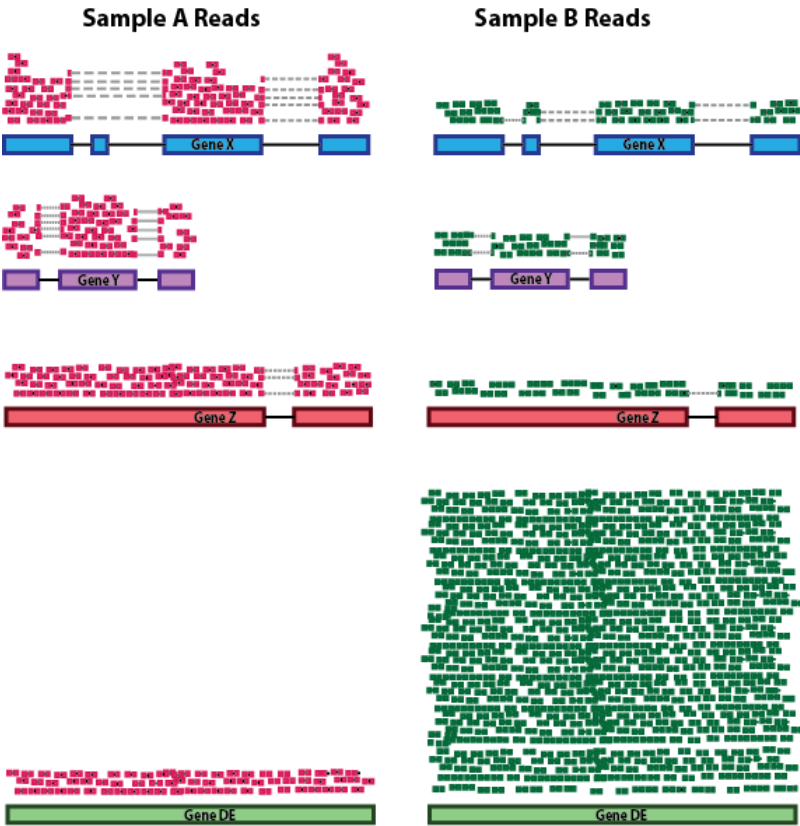 Sample A Reads
Sample B Reads
Gene X
Gene X
Gene Y
Gene Y
Gene Z
Gene Z
Gene DE
Gene DE